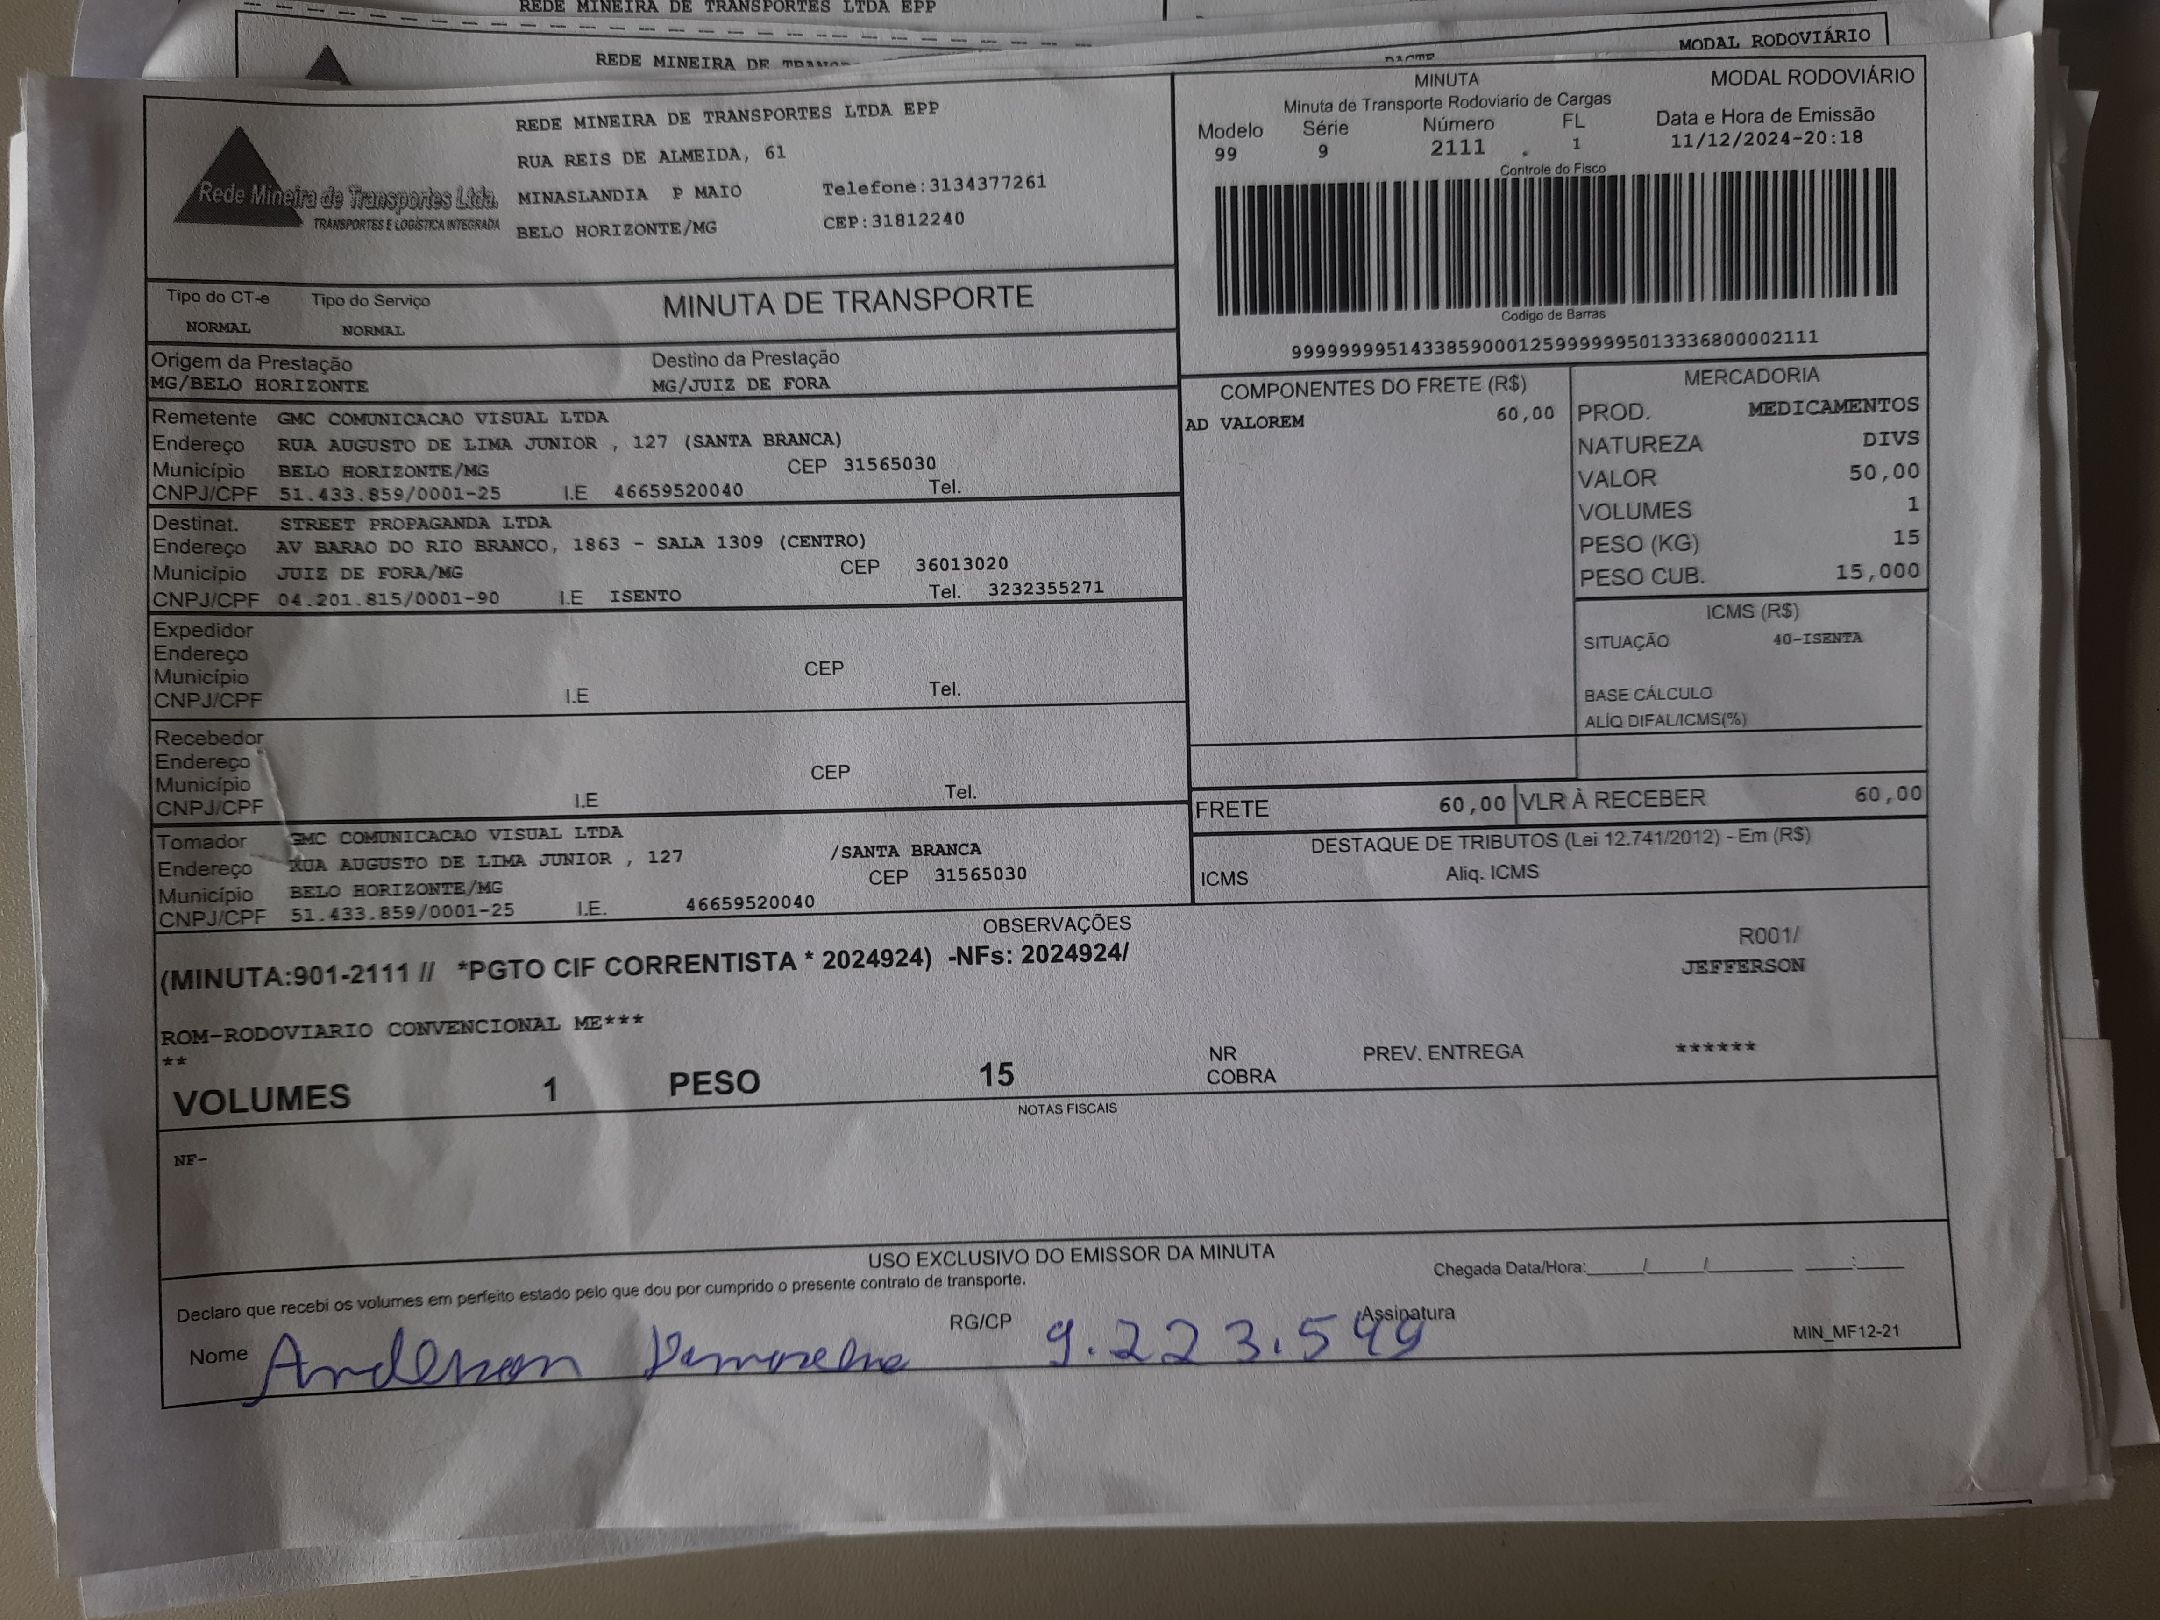 REDE MINEIRA DE TRANSPORTES LTDA EPP
REDE MINEIRA DE
MODAL RODOVIÁRIO
Rede Mineira de Transportes Ltda.
TRANSPORTES E LOGÍSTICA INTEGRADA
REDE MINEIRA DE TRANSPORTES LTDA EPP
RUA REIS DE ALMEIDA, 61
MINASLANDIA P MAIO Telefone:3134377261
BELO HORIZONTE/MG CEP:31812240
MINUTA MODAL RODOVIÁRIO
Minuta de Transporte Rodoviario de Cargas
Modelo Série Número FL Data e Hora de Emissão
99 9 2111 . 1 11/12/2024-20:18
Controle do Fisco
Codigo de Barras
99999999514338590001259999995013336800002111
Tipo do CT-e Tipo do Serviço MINUTA DE TRANSPORTE
NORMAL NORMAL
Origem da Prestação Destino da Prestação
MG/BELO HORIZONTE MG/JUIZ DE FORA
Remetente GMC COMUNICACAO VISUAL LTDA
Endereço RUA AUGUSTO DE LIMA JUNIOR , 127 (SANTA BRANCA)
Município BELO HORIZONTE/MG CEP 31565030
CNPJ/CPF 51.433.859/0001-25 I.E 46659520040 Tel.
Destinat. STREET PROPAGANDA LTDA
Endereço AV BARAO DO RIO BRANCO, 1863 - SALA 1309 (CENTRO)
Município JUIZ DE FORA/MG CEP 36013020
CNPJ/CPF 04.201.815/0001-90 I.E ISENTO Tel. 3232355271
Expedidor
Endereço
Município CEP
CNPJ/CPF I.E Tel.
Recebedor
Endereço
Município CEP
CNPJ/CPF I.E Tel.
Tomador GMC COMUNICACAO VISUAL LTDA
Endereço RUA AUGUSTO DE LIMA JUNIOR , 127 /SANTA BRANCA
Município BELO HORIZONTE/MG CEP 31565030
CNPJ/CPF 51.433.859/0001-25 I.E. 46659520040
COMPONENTES DO FRETE (R$)
AD VALOREM 60,00
MERCADORIA
PROD. MEDICAMENTOS
NATUREZA DIVS
VALOR 50,00
VOLUMES 1
PESO (KG) 15
PESO CUB. 15,000
ICMS (R$)
SITUAÇÃO 40-ISENTA
BASE CÁLCULO
ALÍQ DIFAL/ICMS(%)
FRETE 60,00 VLR À RECEBER 60,00
DESTAQUE DE TRIBUTOS (Lei 12.741/2012) - Em (R$)
ICMS Aliq. ICMS
OBSERVAÇÕES
(MINUTA:901-2111 // *PGTO CIF CORRENTISTA * 2024924) -NFs: 2024924/
R001/
JEFFERSON
ROM-RODOVIARIO CONVENCIONAL ME***
**
NR COBRA PREV. ENTREGA ******
VOLUMES 1 PESO 15
NOTAS FISCAIS
NF-
USO EXCLUSIVO DO EMISSOR DA MINUTA
Declaro que recebi os volumes em perfeito estado pelo que dou por cumprido o presente contrato de transporte.
Chegada Data/Hora:____/____/____ ___:___
Nome Anderson RG/CP 9.223.549 Assinatura
MIN_MF12-21